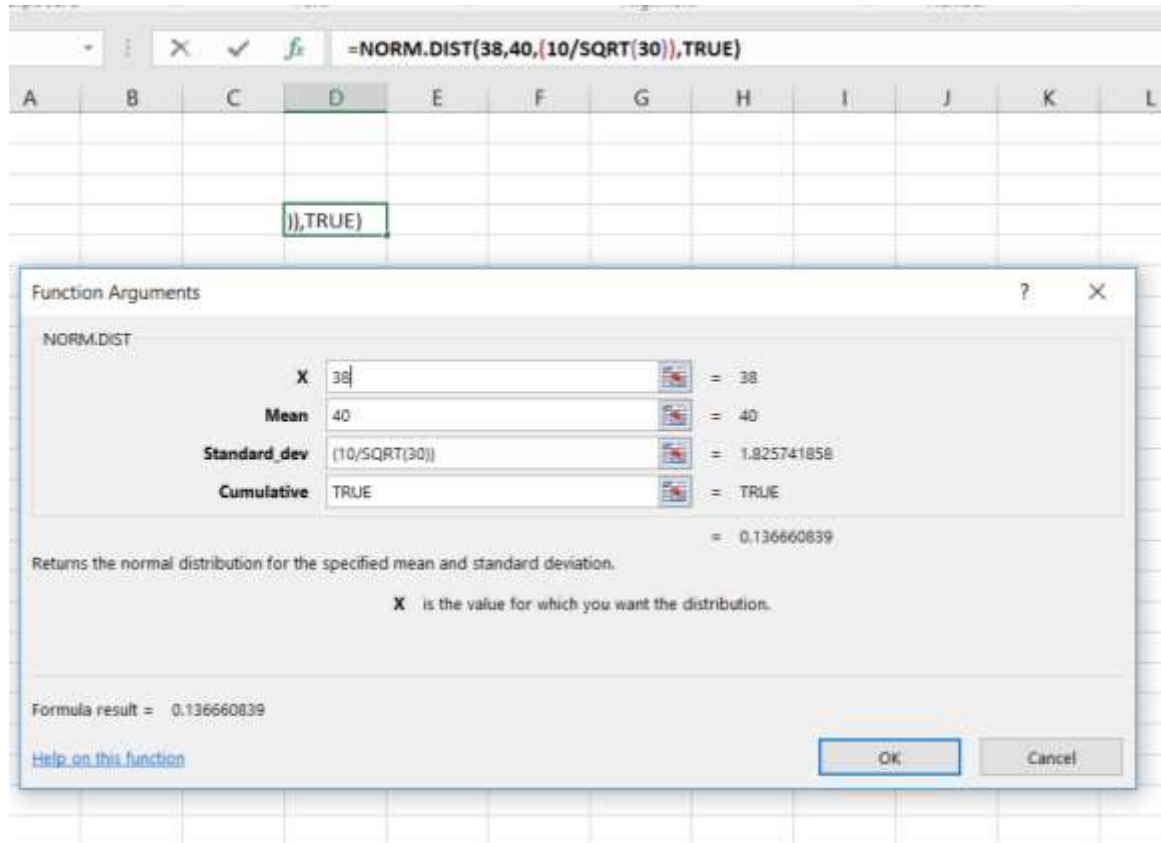 =NORM.DIST(38,40,(10/SQRT(30)),TRUE)
A B C D E F G H I J K L
)),TRUE)
Function Arguments ? ×
NORM.DIST
X 38 = 38
Mean 40 = 40
Standard_dev (10/SQRT(30)) = 1.825741858
Cumulative TRUE = TRUE
= 0.136660839
Returns the normal distribution for the specified mean and standard deviation.
X is the value for which you want the distribution.
Formula result = 0.136660839
Help on this function
OK Cancel